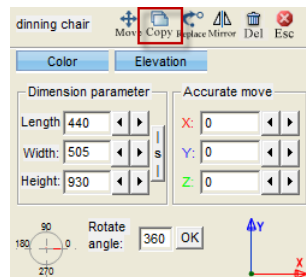 dinning chair
Move Copy Replace Mirror Del Esc
Color Elevation
Dimension parameter Accurate move
Length 440 X: 0
Width: 505 s Y: 0
Height: 930 Z: 0
90
180 0
270
Rotate angle: 360 OK
Y
X